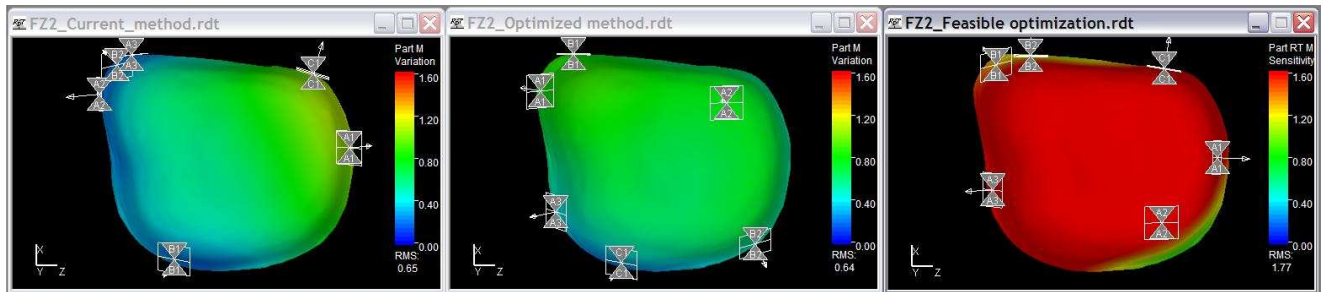 FZ2_Current_method.rdt
A3
B2
A3
B2
A2
A2
C1
C1
A1
A1
B1
B1
X
Y Z
Part M
Variation
1.60
1.20
0.80
0.40
0.00
RMS:
0.65
FZ2_Optimized method.rdt
B1
B1
A1
A1
A2
A2
A3
A3
B2
B2
C1
C1
X
Y Z
Part M
Variation
1.60
1.20
0.80
0.40
0.00
RMS:
0.64
FZ2_Feasible optimization.rdt
B1
B1
B2
B2
C1
C1
A1
A1
A3
A3
A2
A2
X
Y Z
Part RT M
Sensitivity
1.60
1.20
0.80
0.40
0.00
RMS:
1.77